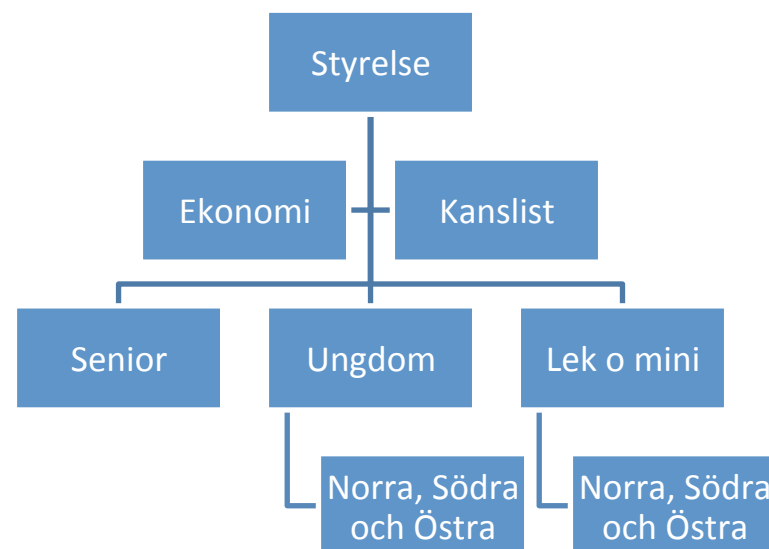 Styrelse
Ekonomi
Kanslist
Senior
Ungdom
Lek o mini
Norra, Södra
och Östra
Norra, Södra
och Östra